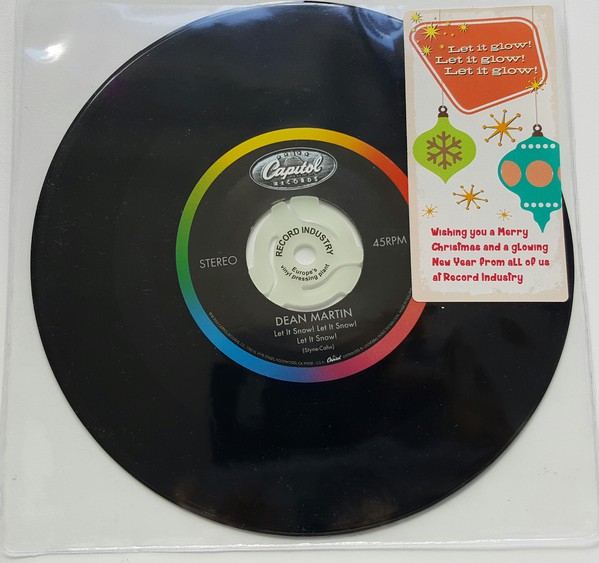 Let it glow!
Let it glow!
Let it glow!
Wishing you a Merry
Christmas and a glowing
New Year from all of us
at Record Industry
Capitol
RECORDS
STEREO
45RPM
RECORD INDUSTRY
Europe's
vinyl pressing plant
DEAN MARTIN
Let It Snow! Let It Snow!
Let It Snow!
(Styne-Cahn)
Capitol